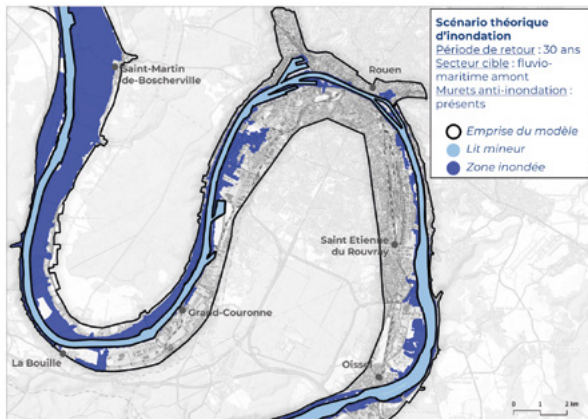 Scénario théorique
d'inondation
Période de retour : 30 ans
Secteur cible : fluvio-
maritime amont
Murets anti-inondation :
présents
Emprise du modèle
Lit mineur
Zone inondée
Saint-Martin
de-Boscherville
Rouen
Saint Etienne
du Rouvray
Grand-Couronne
La Bouille
Oissel
0 1 2 km